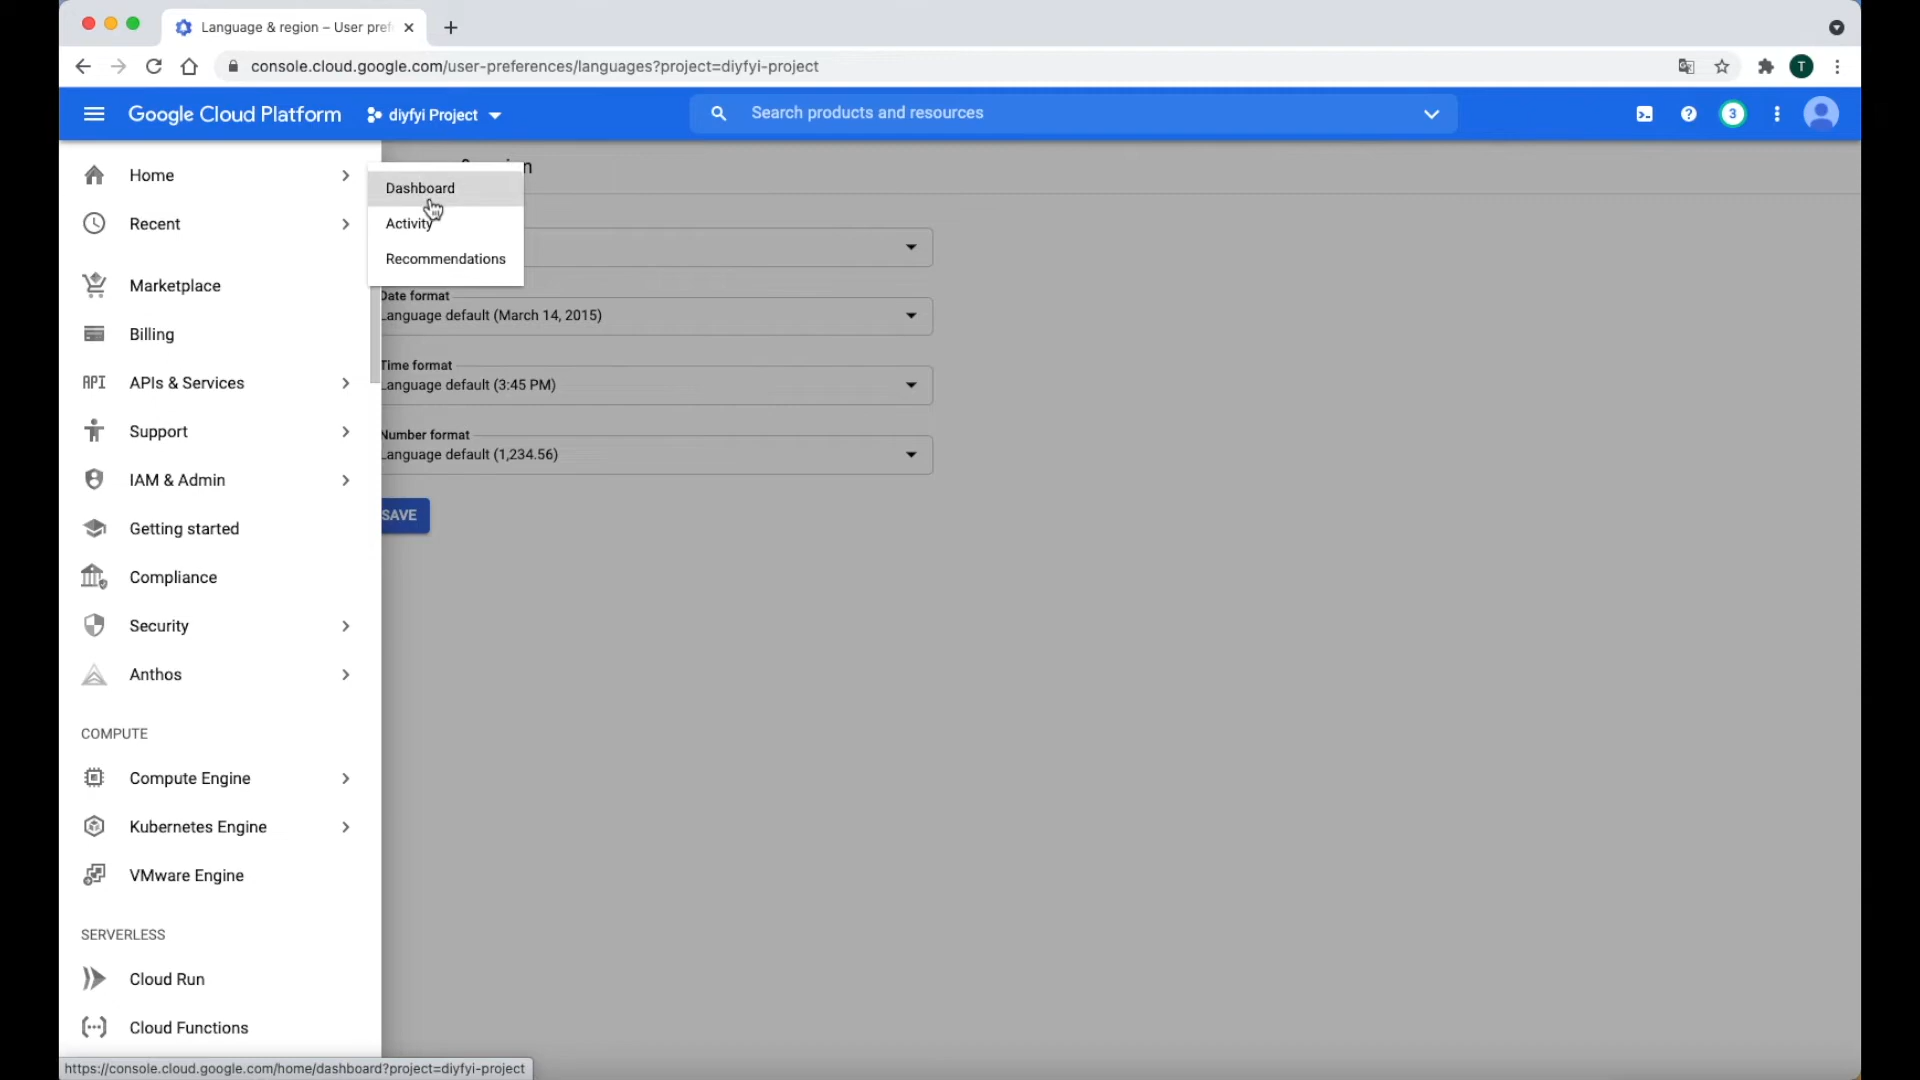 Language & region – User pref
console.cloud.google.com/user-preferences/languages?project=diyfyi-project
T
Google Cloud Platform
diyfyi Project
Search products and resources
3
Home
Recent
Marketplace
Billing
API
APIs & Services
Support
IAM & Admin
Getting started
Compliance
Security
Anthos
COMPUTE
Compute Engine
Kubernetes Engine
VMware Engine
SERVERLESS
Cloud Run
Cloud Functions
Dashboard
Activity
Recommendations
Date format
Language default (March 14, 2015)
Time format
Language default (3:45 PM)
Number format
Language default (1,234.56)
SAVE
https://console.cloud.google.com/home/dashboard?project=diyfyi-project